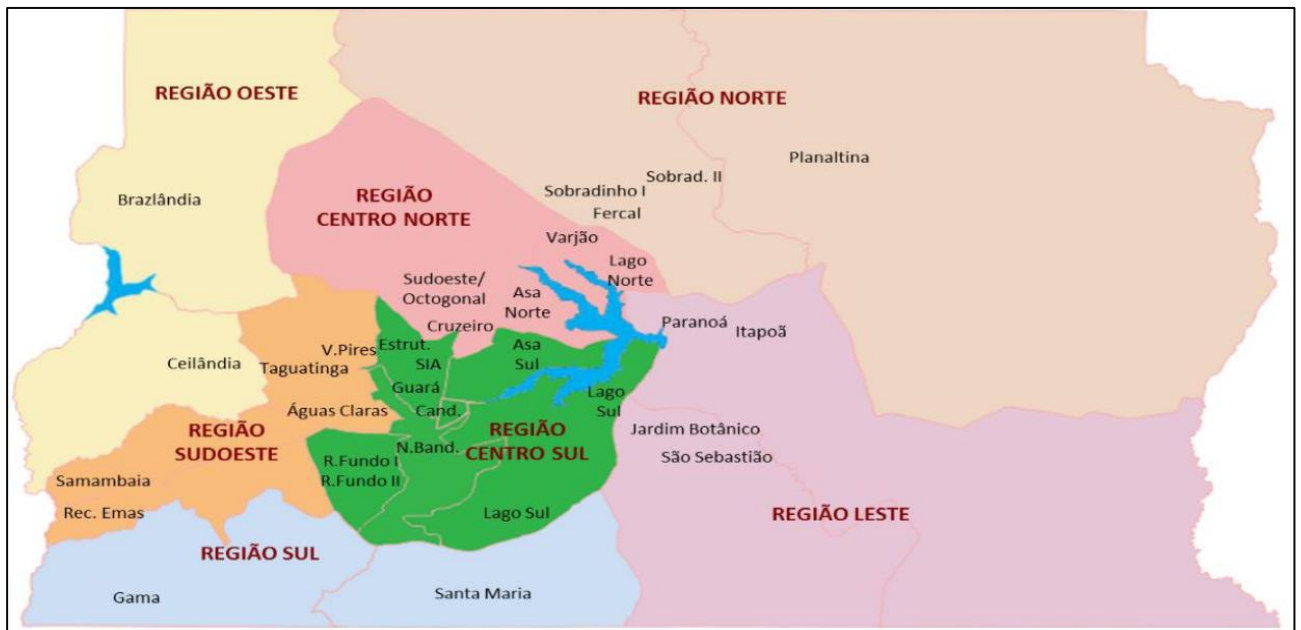 REGIÃO OESTE
REGIÃO NORTE
Planaltina
Sobrad. II
Sobradinho I
Fercal
Brazlândia
REGIÃO
CENTRO NORTE
Varjão
Lago
Norte
Sudoeste/
Octogonal
Asa
Norte
Cruzeiro
Paranoá
Itapoã
Estrut.
V.Pires
SIA
Asa
Sul
Ceilândia
Taguatinga
Guará
Lago
Sul
Águas Claras
Cand.
REGIÃO
SUDOESTE
N.Band.
REGIÃO
CENTRO SUL
Jardim Botânico
São Sebastião
R.Fundo I
R.Fundo II
Samambaia
Rec. Emas
Lago Sul
REGIÃO LESTE
REGIÃO SUL
Gama
Santa Maria